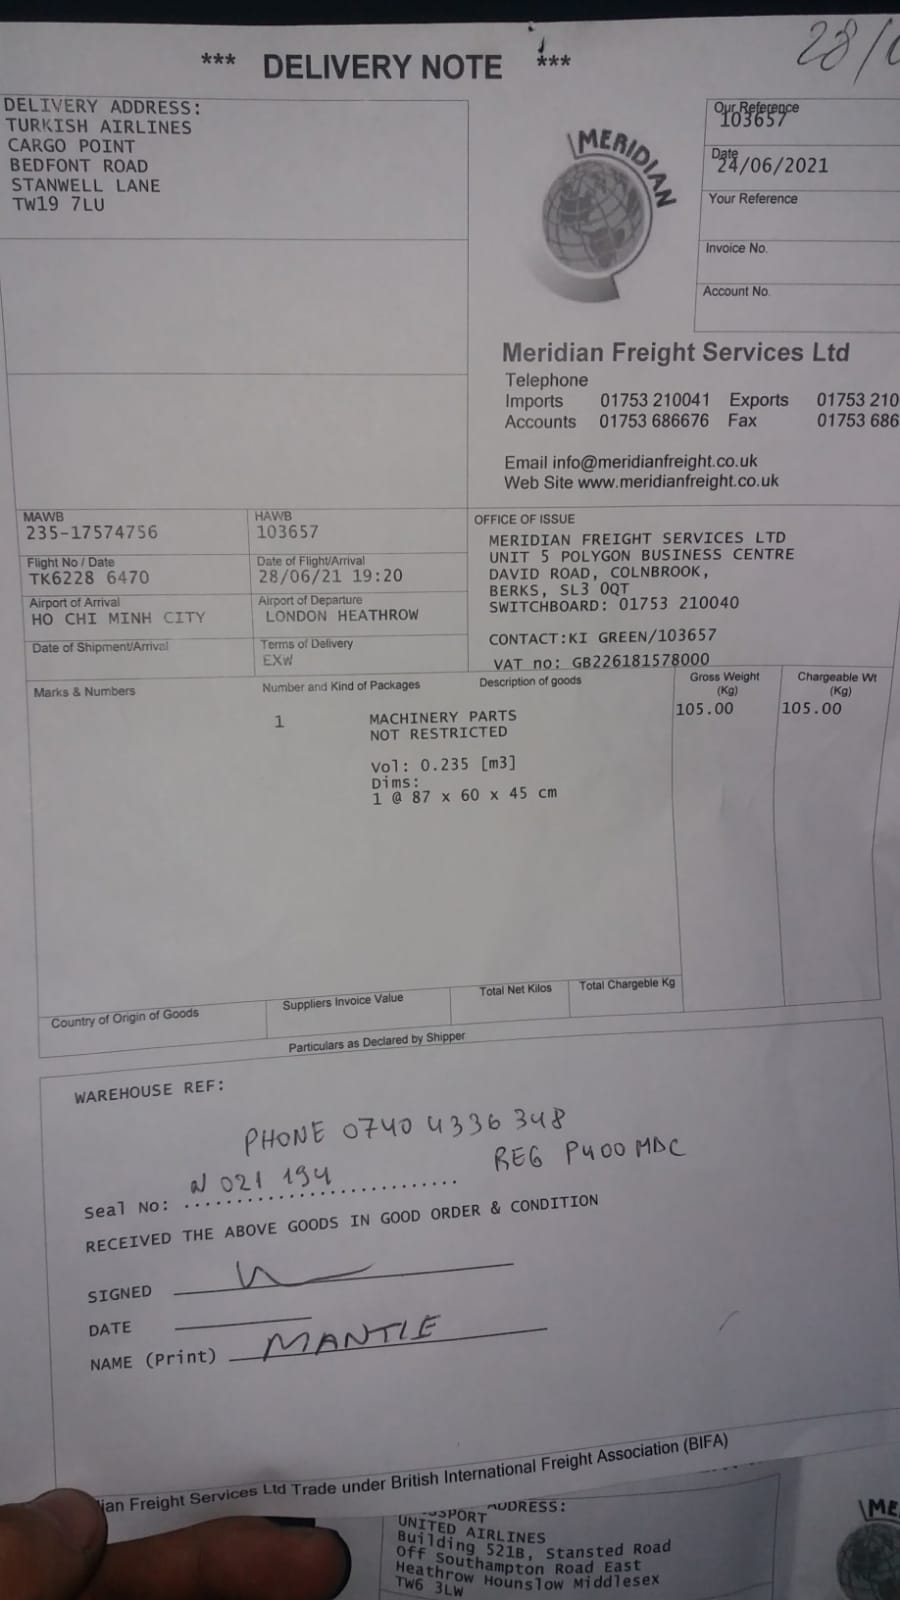 28/
*** DELIVERY NOTE ***
DELIVERY ADDRESS:
TURKISH AIRLINES
CARGO POINT
BEDFONT ROAD
STANWELL LANE
TW19 7LU
MERIDIAN
Our Reference
103657
Date
24/06/2021
Your Reference
Invoice No.
Account No.
Meridian Freight Services Ltd
Telephone
Imports 01753 210041 Exports 01753 210
Accounts 01753 686676 Fax 01753 686
Email info@meridianfreight.co.uk
Web Site www.meridianfreight.co.uk
MAWB
235-17574756
HAWB
103657
Flight No / Date
TK6228 6470
Date of Flight/Arrival
28/06/21 19:20
Airport of Arrival
HO CHI MINH CITY
Airport of Departure
LONDON HEATHROW
Date of Shipment/Arrival
Terms of Delivery
EXW
OFFICE OF ISSUE
MERIDIAN FREIGHT SERVICES LTD
UNIT 5 POLYGON BUSINESS CENTRE
DAVID ROAD, COLNBROOK,
BERKS, SL3 0QT
SWITCHBOARD: 01753 210040
CONTACT:KI GREEN/103657
VAT no: GB226181578000
Marks & Numbers
Number and Kind of Packages
Description of goods
Gross Weight
(Kg)
Chargeable Wt
(Kg)
1 MACHINERY PARTS 105.00 105.00
NOT RESTRICTED
Vol: 0.235 [m3]
Dims:
1 @ 87 x 60 x 45 cm
Country of Origin of Goods
Suppliers Invoice Value
Total Net Kilos
Total Chargeble Kg
Particulars as Declared by Shipper
WAREHOUSE REF:
PHONE 0740 4336 348
REG P400 MDC
Seal No: N 021 194
RECEIVED THE ABOVE GOODS IN GOOD ORDER & CONDITION
SIGNED
DATE
NAME (Print) MANTIE
ian Freight Services Ltd Trade under British International Freight Association (BIFA)
SPORT ADDRESS:
UNITED AIRLINES
Building 521B, Stansted Road
Off Southampton Road East
Heathrow Hounslow Middlesex
TW6 3LW
ME